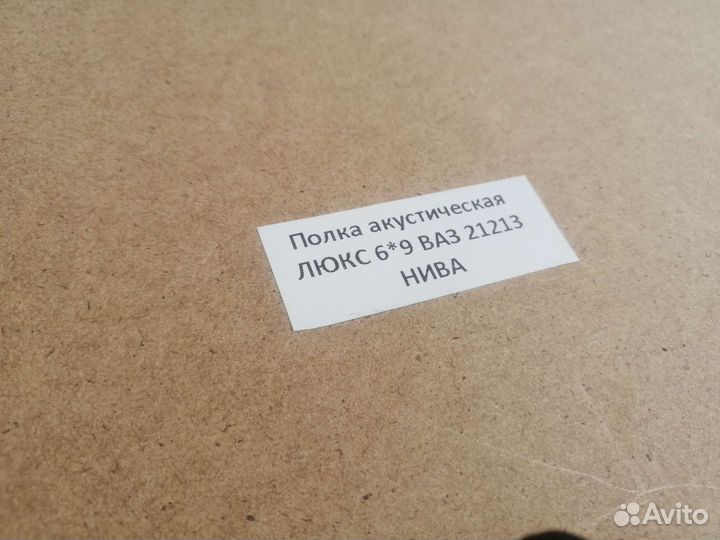 Полка акустическая
ЛЮКС 6*9 ВАЗ 21213
НИВА
Avito